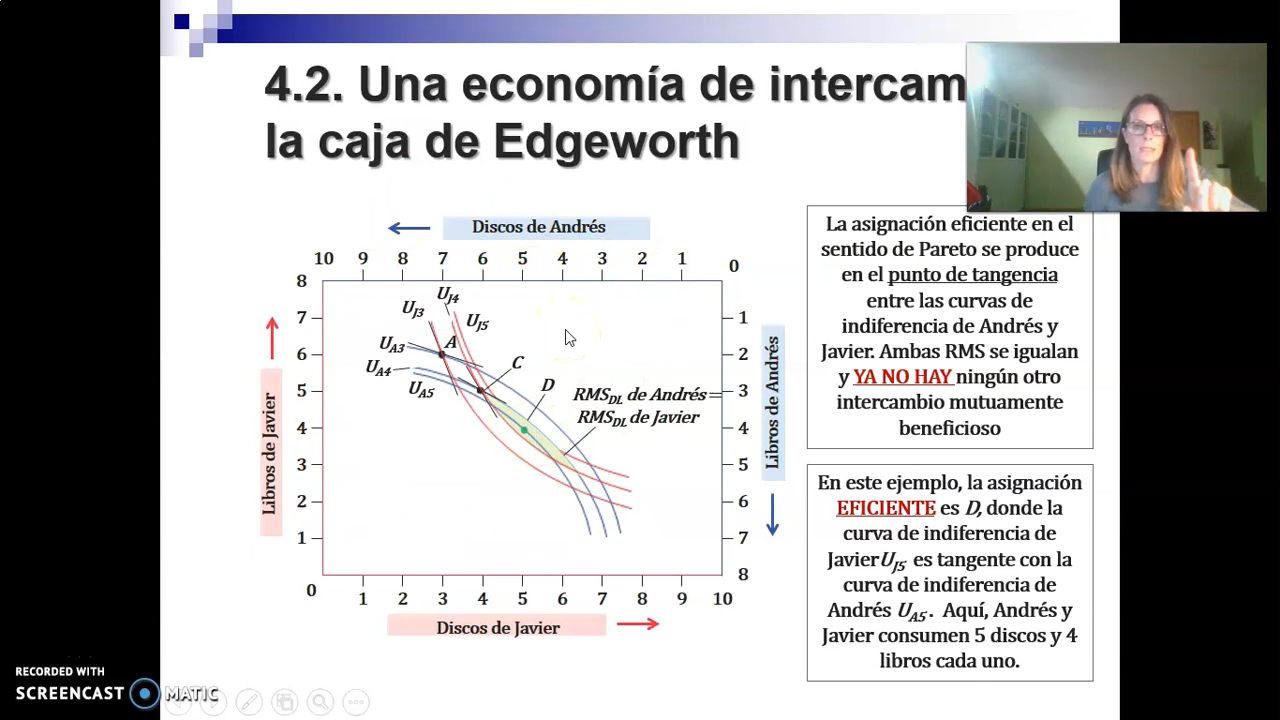 4.2. Una economía de intercam
la caja de Edgeworth
Discos de Andrés
10 9 8 7 6 5 4 3 2 1 0
8
7
6
5
4
3
2
1
0
Libros de Javier
U_J3
U_J4
U_J5
U_A3
U_A4
U_A5
A
C
D
RMS_DL de Andrés =
RMS_DL de Javier
1
2
3
4
5
6
7
8
Libros de Andrés
1 2 3 4 5 6 7 8 9 10
Discos de Javier
La asignación eficiente en el
sentido de Pareto se produce
en el punto de tangencia
entre las curvas de
indiferencia de Andrés y
Javier. Ambas RMS se igualan
y YA NO HAY ningún otro
intercambio mutuamente
beneficioso
En este ejemplo, la asignación
EFICIENTE es D, donde la
curva de indiferencia de
Javier U_J5 es tangente con la
curva de indiferencia de
Andrés U_A5. Aquí, Andrés y
Javier consumen 5 discos y 4
libros cada uno.
RECORDED WITH
SCREENCAST MATIC